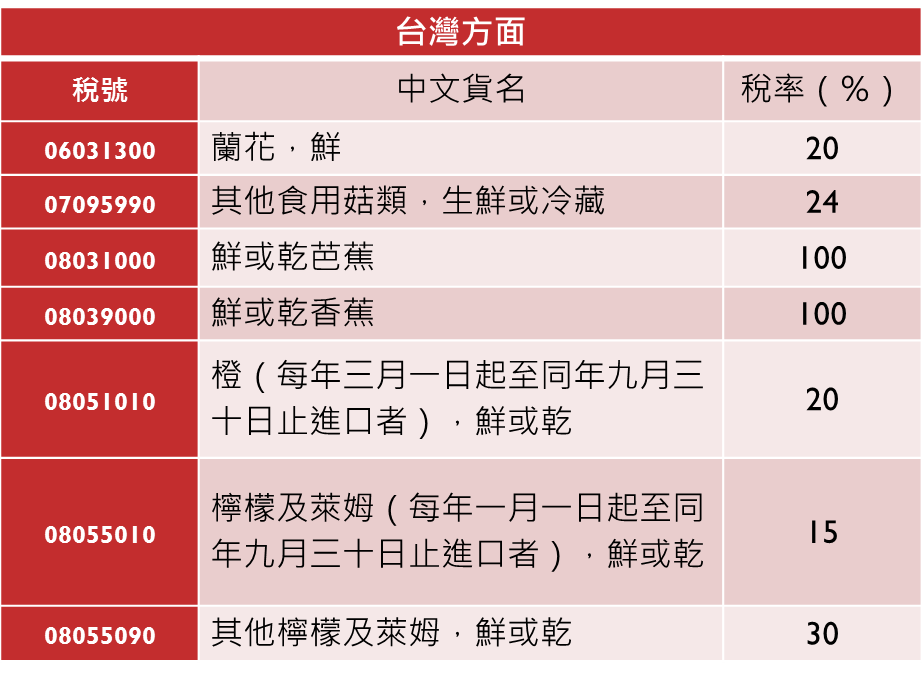 台灣方面
稅號 中文貨名 稅率（%）
06031300 蘭花，鮮 20
07095990 其他食用菇類，生鮮或冷藏 24
08031000 鮮或乾芭蕉 100
08039000 鮮或乾香蕉 100
08051010 橙（每年三月一日起至同年九月三 20
十日止進口者），鮮或乾
08055010 檸檬及萊姆（每年一月一日起至同 15
年九月三十日止進口者），鮮或乾
08055090 其他檸檬及萊姆，鮮或乾 30